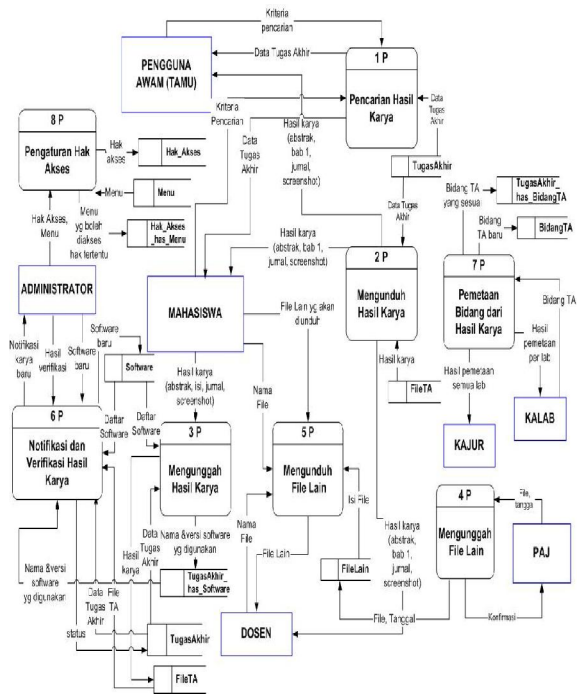 Kriteria
pencarian
PENGGUNA
AWAM (TAMU)
Data Tugas Akhir
1 P
Pencarian Hasil
Karya
Kriteria
Pencarian
Data
Tugas
Akhir
Hasil karya
(abstrak,
bab 1,
jurnal,
screenshot)
Data
Tugas
Akhir
TugasAkhir
Data Tugas
Akhir
8 P
Pengaturan Hak
Akses
Hak
akses
Hak_Akses
Menu
Menu
Hak Akses,
Menu
Menu
yg boleh
diakses
hak tertentu
Hak_Akses
_has_Menu
Bidang TA
yang sesuai
TugasAkhir_
has_BidangTA
Bidang
TA baru
BidangTA
Hasil karya
(abstrak, bab 1,
jurnal, screenshot)
2 P
Mengunduh
Hasil Karya
7 P
Pemetaan
Bidang dari
Hasil Karya
Bidang TA
Hasil
pemetaan
per lab
Hasil pemetaan
semua lab
KAJUR
KALAB
ADMINISTRATOR
MAHASISWA
File Lain yg akan
diunduh
Notifikasi
karya
baru
Hasil
verifikasi
Software
baru
Software
baru
Software
Hasil karya
FileTA
Hasil karya
(abstrak, isi, jurnal,
screenshot)
Nama
File
Daftar
Software
Daftar
Software
6 P
Notifikasi dan
Verifikasi Hasil
Karya
3 P
Mengunggah
Hasil Karya
5 P
Mengunduh
File Lain
4 P
Mengunggah
File Lain
File,
tangga
PAJ
Konfirmasi
File, Tanggal
Isi File
FileLain
Nama
File
File Lain
DOSEN
Hasil karya
(abstrak,
bab 1,
jurnal,
screenshot)
Nama &versi software
yg digunakan
TugasAkhir_
has_Software
Hasil
karya
Data
Tugas
Akhir
Nama &versi
software
yg digunakan
Data
Tugas
Akhir
File
TA
status
TugasAkhir
FileTA